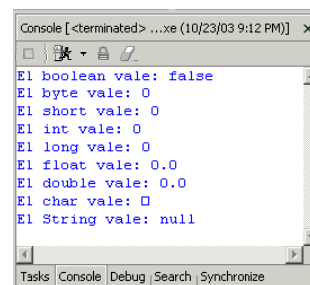 Console [<terminated> ...xe (10/23/03 9:12 PM)]
El boolean vale: false
El byte vale: 0
El short vale: 0
El int vale: 0
El long vale: 0
El float vale: 0.0
El double vale: 0.0
El char vale: □
El String vale: null
Tasks Console Debug Search Synchronize